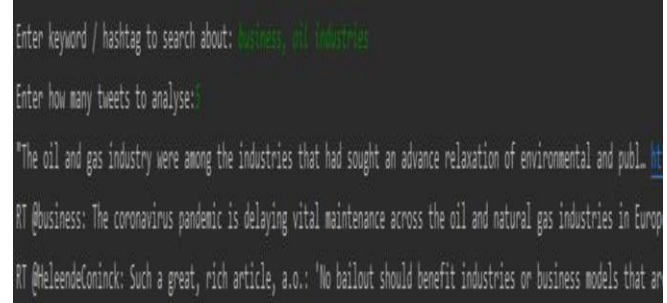 Enter keyword / hashtag to search about: business, oil industries
Enter how many tweets to analyse:5
"The oil and gas industry were among the industries that had sought an advance relaxation of environmental and publ… ht
RT @business: The coronavirus pandemic is delaying vital maintenance across the oil and natural gas industries in Europe
RT @HeleendeConinck: Such a great, rich article, a.o.: 'No bailout should benefit industries or business models that ar